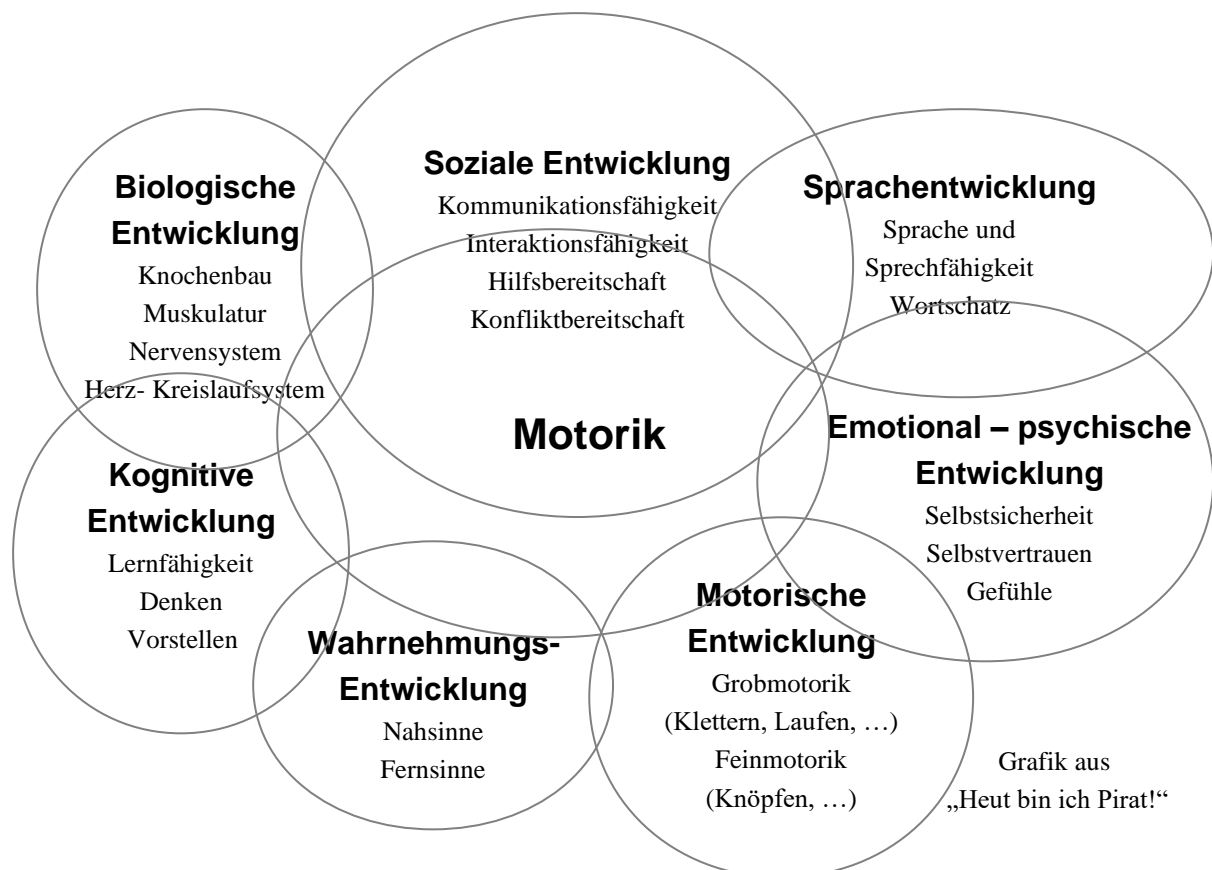 Biologische
Entwicklung
Knochenbau
Muskulatur
Nervensystem
Herz- Kreislaufsystem
Soziale Entwicklung
Kommunikationsfähigkeit
Interaktionsfähigkeit
Hilfsbereitschaft
Konfliktbereitschaft
Sprachentwicklung
Sprache und
Sprechfähigkeit
Wortschatz
Motorik
Emotional – psychische
Entwicklung
Selbstsicherheit
Selbstvertrauen
Gefühle
Kognitive
Entwicklung
Lernfähigkeit
Denken
Vorstellen
Wahrnehmungs-
Entwicklung
Nahsinne
Fernsinne
Motorische
Entwicklung
Grobmotorik
(Klettern, Laufen, …)
Feinmotorik
(Knöpfen, …)
Grafik aus
„Heut bin ich Pirat!“